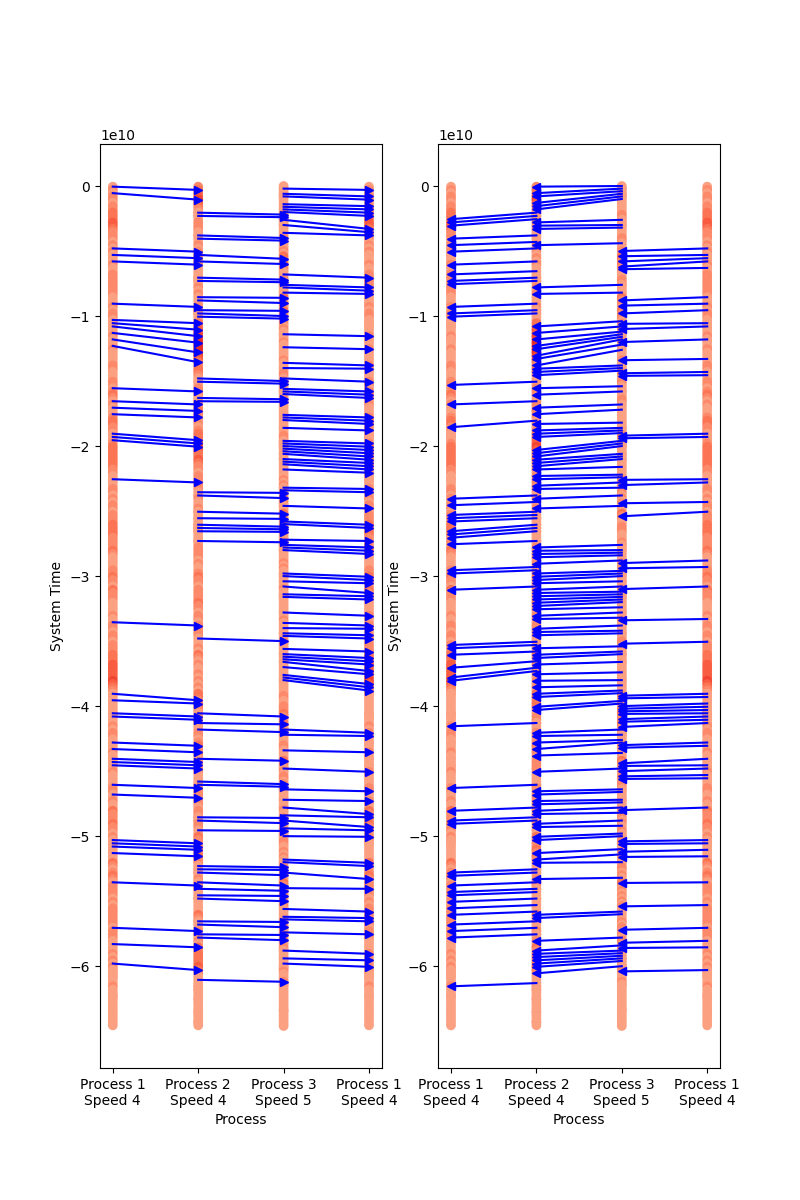 1e10
1e10
0
−1
−2
−3
−4
−5
−6
0
−1
−2
−3
−4
−5
−6
System Time
System Time
Process 1
Speed 4
Process 2
Speed 4
Process 3
Speed 5
Process 1
Speed 4
Process 1
Speed 4
Process 2
Speed 4
Process 3
Speed 5
Process 1
Speed 4
Process
Process